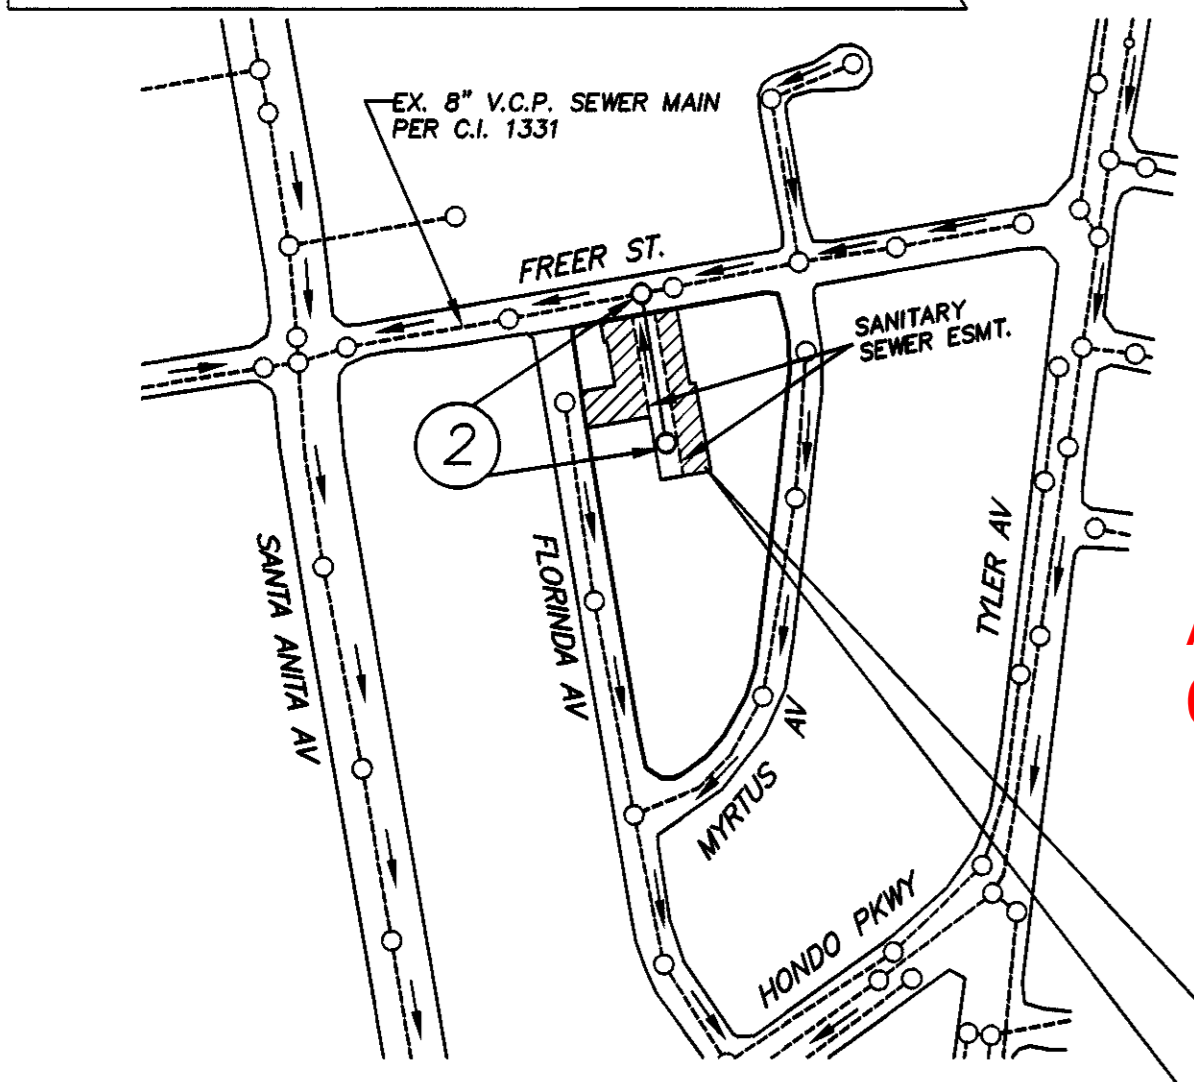 EX. 8" V.C.P. SEWER MAIN
PER C.I. 1331
FREER ST.
SANITARY
SEWER ESMT.
2
SANTA ANITA AV
FLORINDA AV
TYLER AV
MYRTUS AV
HONDO PKWY